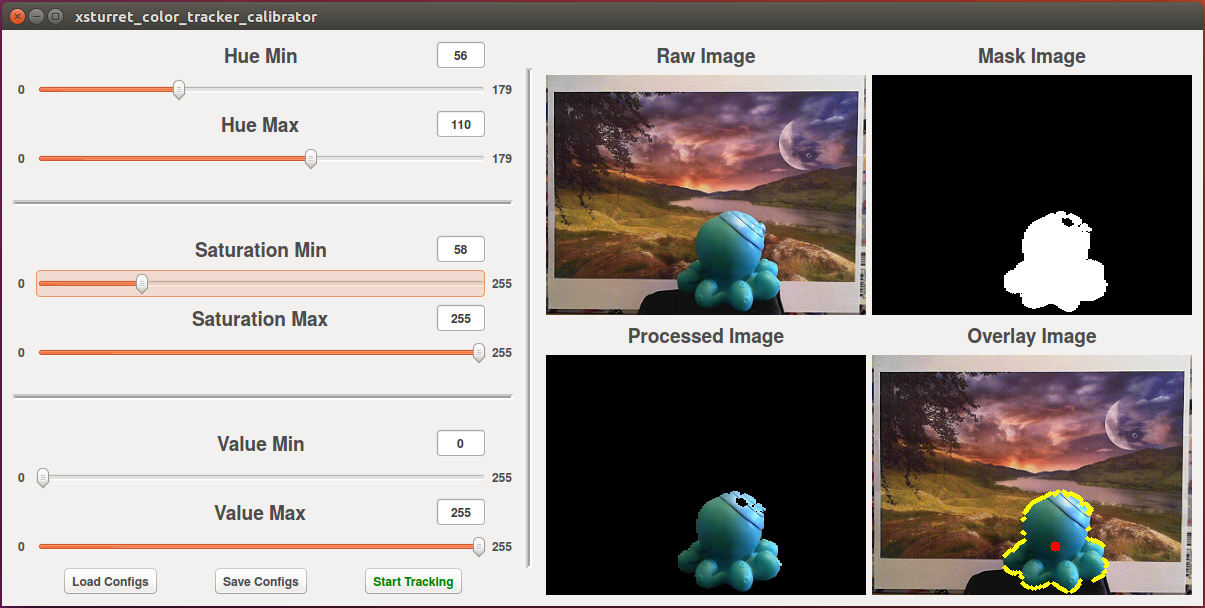 xsturret_color_tracker_calibrator
Hue Min
56
0
179
Hue Max
110
0
179
Saturation Min
58
0
255
Saturation Max
255
0
255
Value Min
0
0
255
Value Max
255
0
255
Load Configs
Save Configs
Start Tracking
Raw Image
Mask Image
Processed Image
Overlay Image